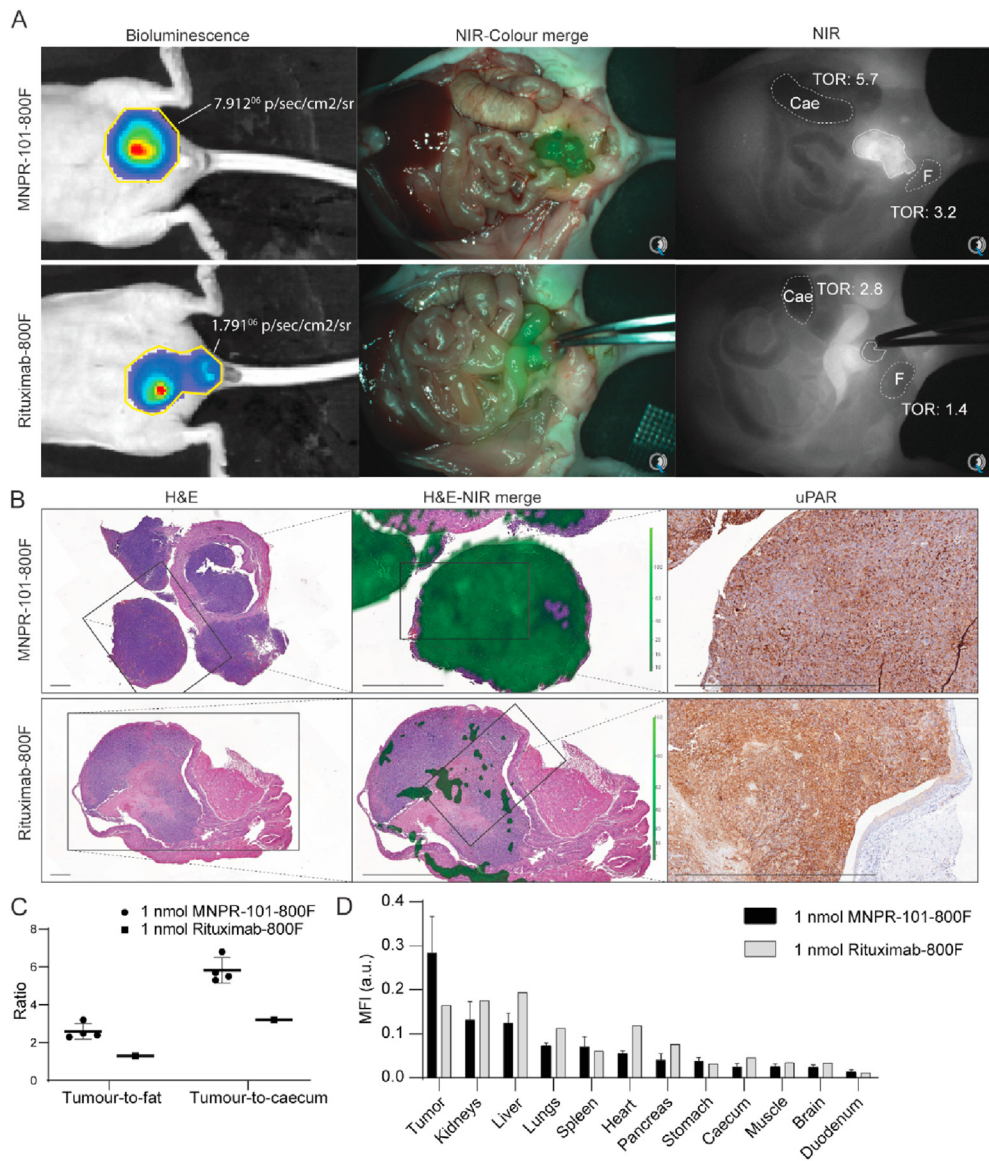 A
Bioluminescence
NIR-Colour merge
NIR
MNPR-101-800F
7.912⁰⁶ p/sec/cm2/sr
TOR: 5.7
Cae
F
TOR: 3.2
Rituximab-800F
1.791⁰⁶ p/sec/cm2/sr
Cae
TOR: 2.8
F
TOR: 1.4
B
H&E
H&E-NIR merge
uPAR
MNPR-101-800F
Rituximab-800F
C
1 nmol MNPR-101-800F
1 nmol Rituximab-800F
Ratio
8
6
4
2
0
Tumour-to-fat
Tumour-to-caecum
D
1 nmol MNPR-101-800F
1 nmol Rituximab-800F
MFI (a.u.)
0.4
0.3
0.2
0.1
0.0
Tumor
Kidneys
Liver
Lungs
Spleen
Heart
Pancreas
Stomach
Caecum
Muscle
Brain
Duodenum